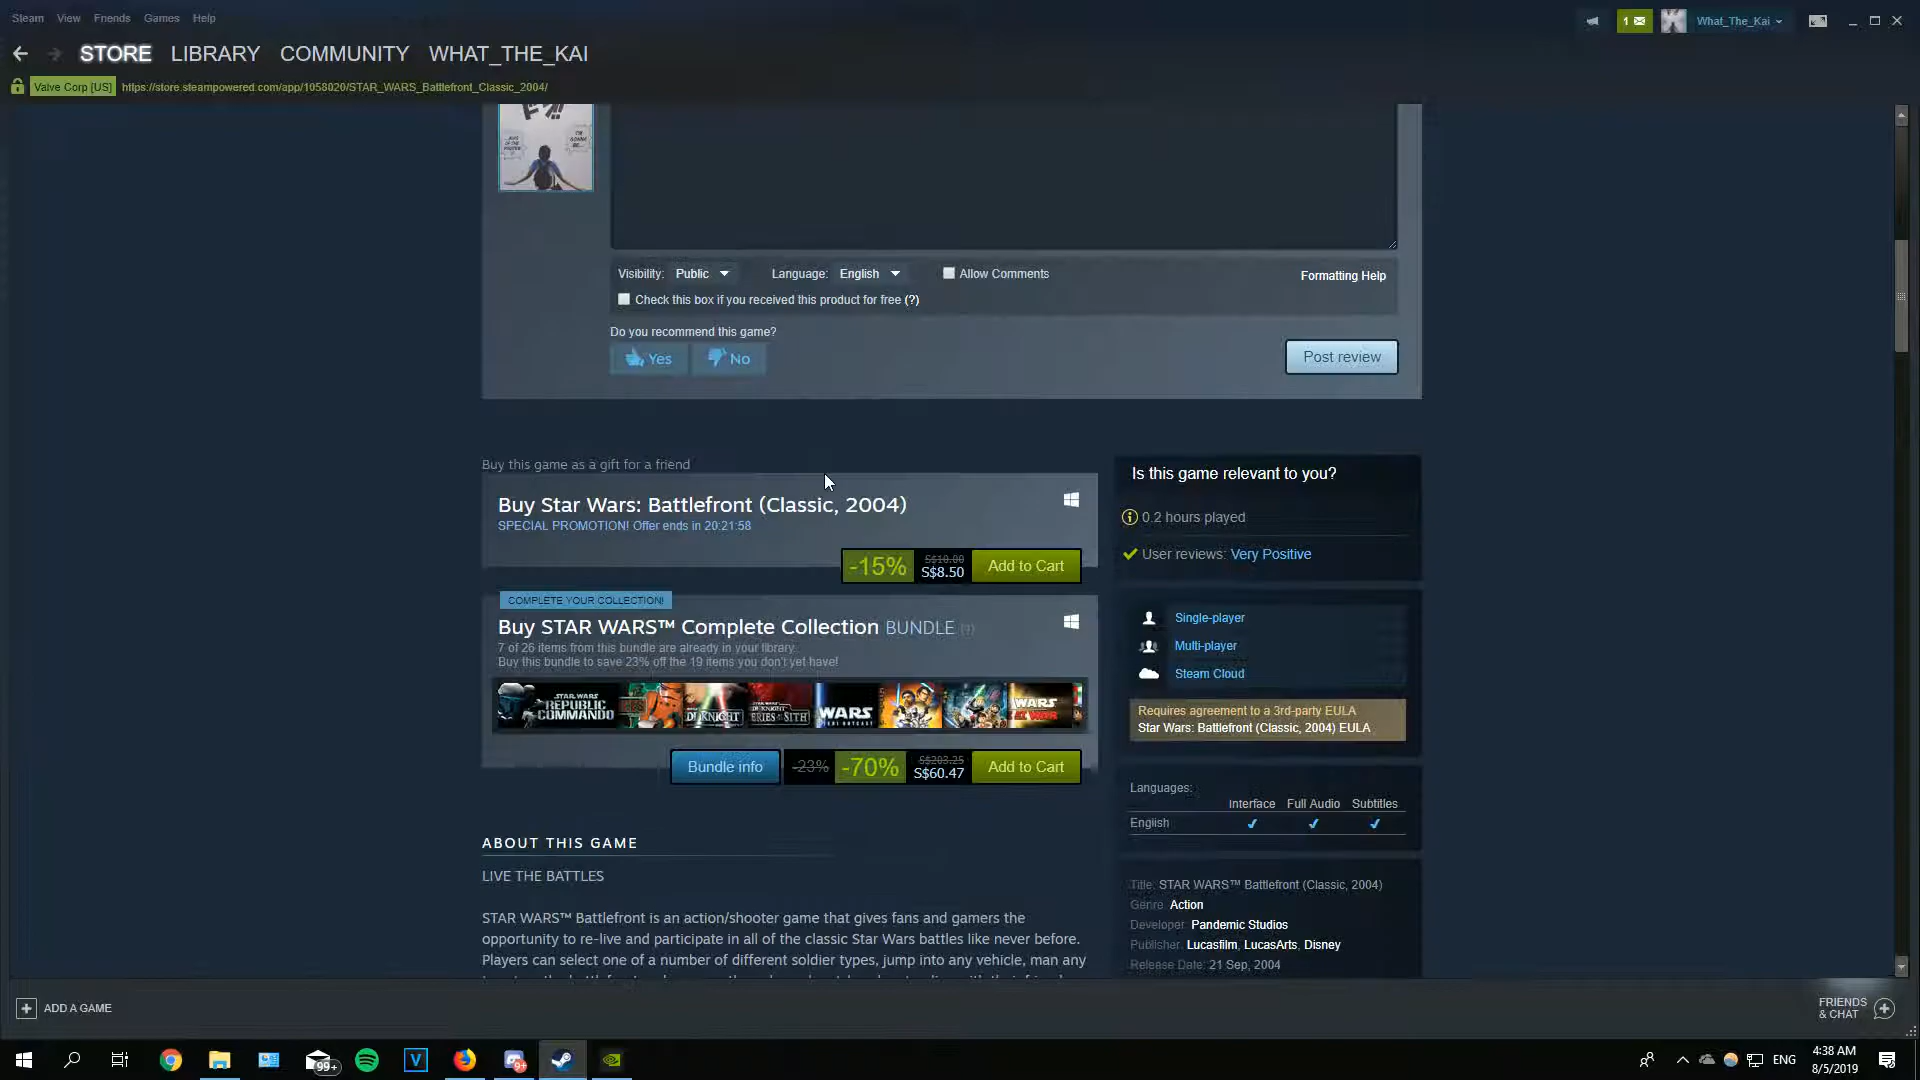 Steam View Friends Games Help
1 What_The_Kai
STORE LIBRARY COMMUNITY WHAT_THE_KAI
Valve Corp [US] https://store.steampowered.com/app/1058020/STAR_WARS_Battlefront_Classic_2004/
Visibility: Public Language: English Allow Comments Formatting Help
Check this box if you received this product for free (?)
Do you recommend this game?
Yes No Post review
Buy this game as a gift for a friend
Buy Star Wars: Battlefront (Classic, 2004)
SPECIAL PROMOTION! Offer ends in 20:21:58
-15% S$10.00 S$8.50 Add to Cart
COMPLETE YOUR COLLECTION!
Buy STAR WARS™ Complete Collection BUNDLE (?)
7 of 26 items from this bundle are already in your library.
Buy this bundle to save 23% off the 19 items you don't yet have!
STAR WARS
REPUBLIC
COMMANDO
WARS
WARS
Bundle info -23% -70% S$203.25 S$60.47 Add to Cart
ABOUT THIS GAME
LIVE THE BATTLES
STAR WARS™ Battlefront is an action/shooter game that gives fans and gamers the
opportunity to re-live and participate in all of the classic Star Wars battles like never before.
Players can select one of a number of different soldier types, jump into any vehicle, man any
Is this game relevant to you?
0.2 hours played
User reviews: Very Positive
Single-player
Multi-player
Steam Cloud
Requires agreement to a 3rd-party EULA
Star Wars: Battlefront (Classic, 2004) EULA
Languages:
Interface Full Audio Subtitles
English
Title: STAR WARS™ Battlefront (Classic, 2004)
Genre: Action
Developer: Pandemic Studios
Publisher: Lucasfilm, LucasArts, Disney
Release Date: 21 Sep, 2004
ADD A GAME
FRIENDS
& CHAT
99+
9+
ENG
4:38 AM
8/5/2019